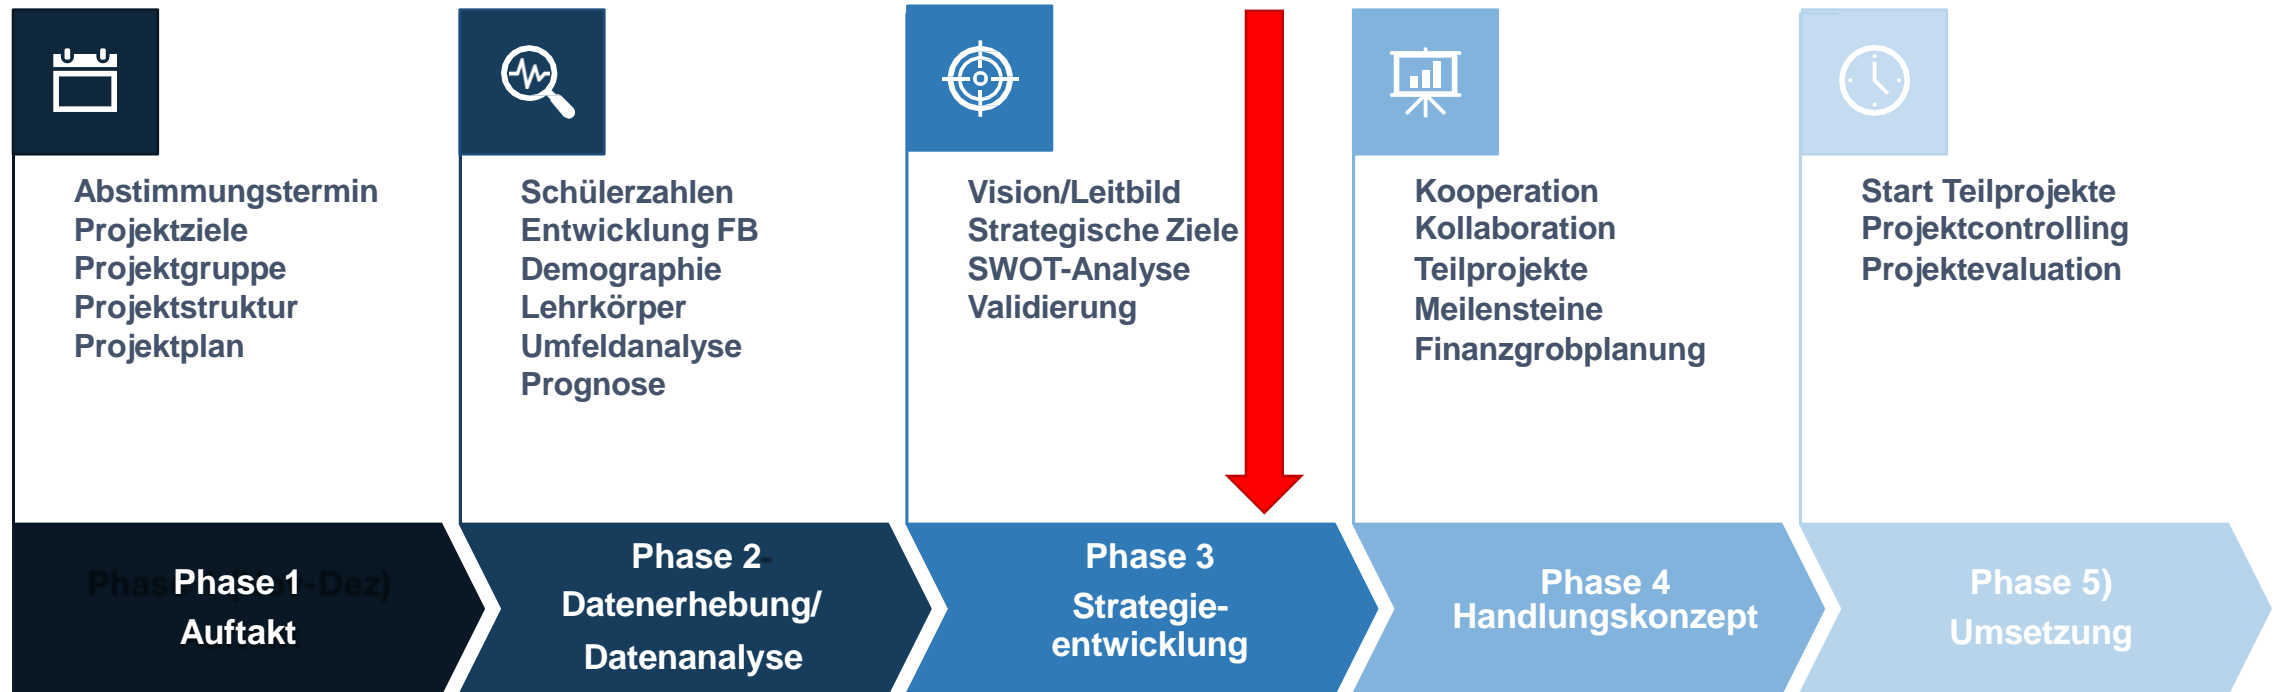 Abstimmungstermin
Projektziele
Projektgruppe
Projektstruktur
Projektplan
Schülerzahlen
Entwicklung FB
Demographie
Lehrkörper
Umfeldanalyse
Prognose
Vision/Leitbild
Strategische Ziele
SWOT-Analyse
Validierung
Kooperation
Kollaboration
Teilprojekte
Meilensteine
Finanzgrobplanung
Start Teilprojekte
Projektcontrolling
Projektevaluation
Phase 1
Auftakt
Phase 2-
Datenerhebung/
Datenanalyse
Phase 3
Strategie-
entwicklung
Phase 4
Handlungskonzept
Phase 5)
Umsetzung